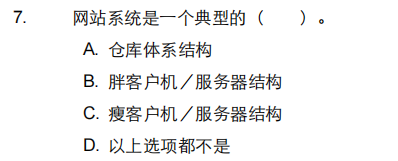 7. 网站系统是一个典型的（　　）。
A. 仓库体系结构
B. 胖客户机／服务器结构
C. 瘦客户机／服务器结构
D. 以上选项都不是